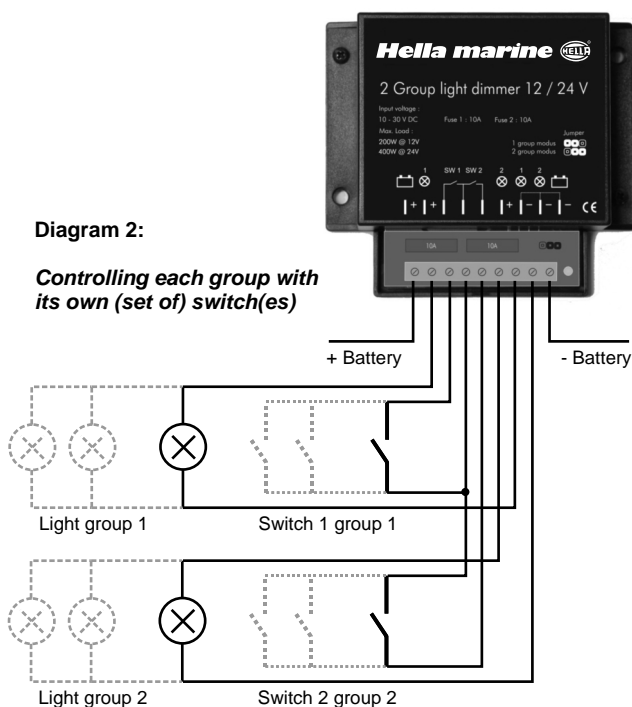 Hella marine HELLA
2 Group light dimmer 12 / 24 V
Input voltage :
10 - 30 V DC Fuse 1 : 10A Fuse 2 : 10A
Max. Load : Jumper
200W @ 12V 1 group modus
400W @ 24V 2 group modus
1 SW 1 SW 2 2 1 2
+ + + - - - CE
10A 10A
Diagram 2:
Controlling each group with
its own (set of) switch(es)
+ Battery - Battery
Light group 1 Switch 1 group 1
Light group 2 Switch 2 group 2